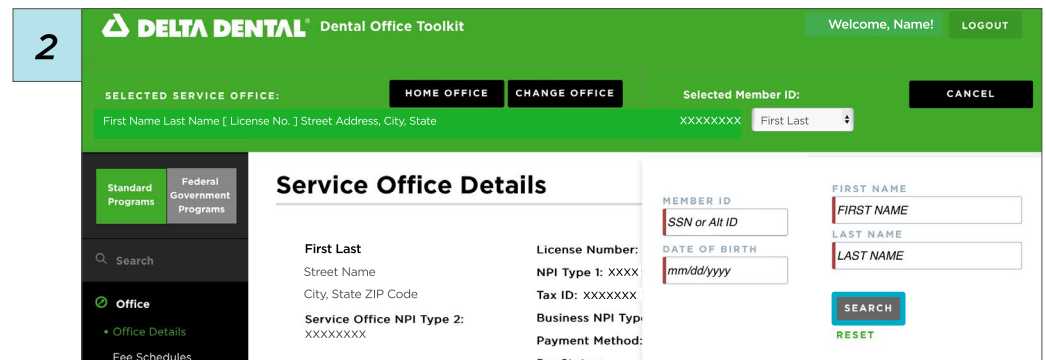 2
DELTA DENTAL® Dental Office Toolkit
Welcome, Name!
LOGOUT
SELECTED SERVICE OFFICE:
HOME OFFICE
CHANGE OFFICE
Selected Member ID:
CANCEL
First Name Last Name [ License No. ] Street Address, City, State
XXXXXXXX
First Last
Standard Programs
Federal Government Programs
Search
Office
• Office Details
Fee Schedules
Service Office Details
First Last
Street Name
City, State ZIP Code
Service Office NPI Type 2:
XXXXXXXX
License Number:
NPI Type 1: XXXX
Tax ID: XXXXXXX
Business NPI Typ
Payment Method:
MEMBER ID
SSN or Alt ID
DATE OF BIRTH
mm/dd/yyyy
FIRST NAME
FIRST NAME
LAST NAME
LAST NAME
SEARCH
RESET